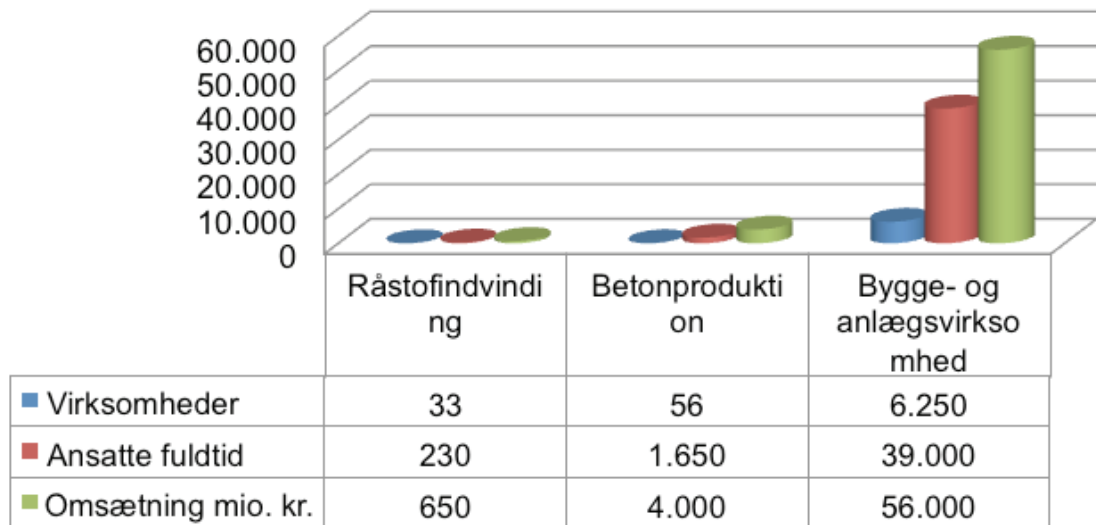 60.000
50.000
40.000
30.000
20.000
10.000
0
Råstofindvindi
ng
Betonprodukti
on
Bygge- og
anlægsvirkso
mhed
Virksomheder 33 56 6.250
Ansatte fuldtid 230 1.650 39.000
Omsætning mio. kr. 650 4.000 56.000